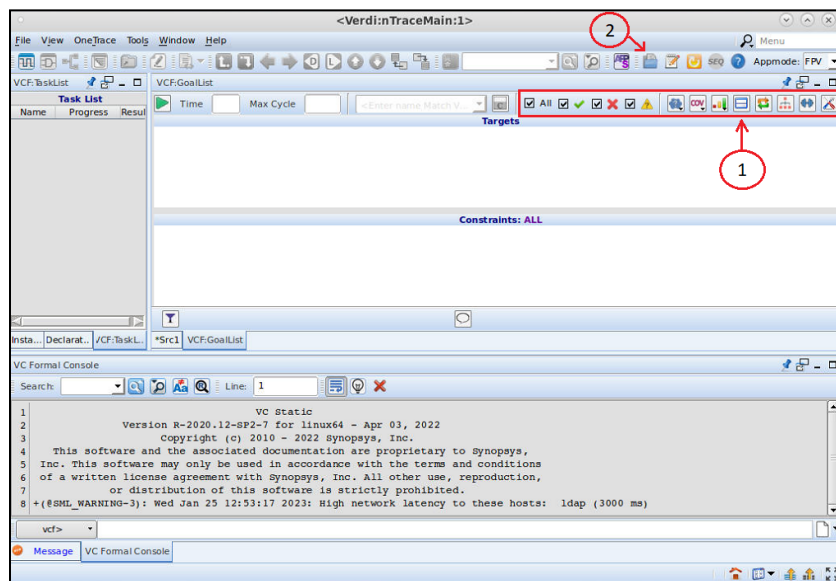 <Verdi:nTraceMain:1>
2
File View OneTrace Tools Window Help
Menu
SEQ
Appmode: FPV
VCF:TaskList
VCF:GoalList
Task List
Name Progress Resul
Time
Max Cycle
<Enter name Match V...
All
COV
Targets
1
Constraints: ALL
Insta... Declarat.. VCF:TaskL..
*Src1 VCF:GoalList
VC Formal Console
Search:
Line: 1
1 VC Static
2 Version R-2020.12-SP2-7 for linux64 - Apr 03, 2022
3 Copyright (c) 2010 - 2022 Synopsys, Inc.
4 This software and the associated documentation are proprietary to Synopsys,
5 Inc. This software may only be used in accordance with the terms and conditions
6 of a written license agreement with Synopsys, Inc. All other use, reproduction,
7 or distribution of this software is strictly prohibited.
8 +(@SML_WARNING-3): Wed Jan 25 12:53:17 2023: High network latency to these hosts: ldap (3000 ms)
vcf>
Message VC Formal Console